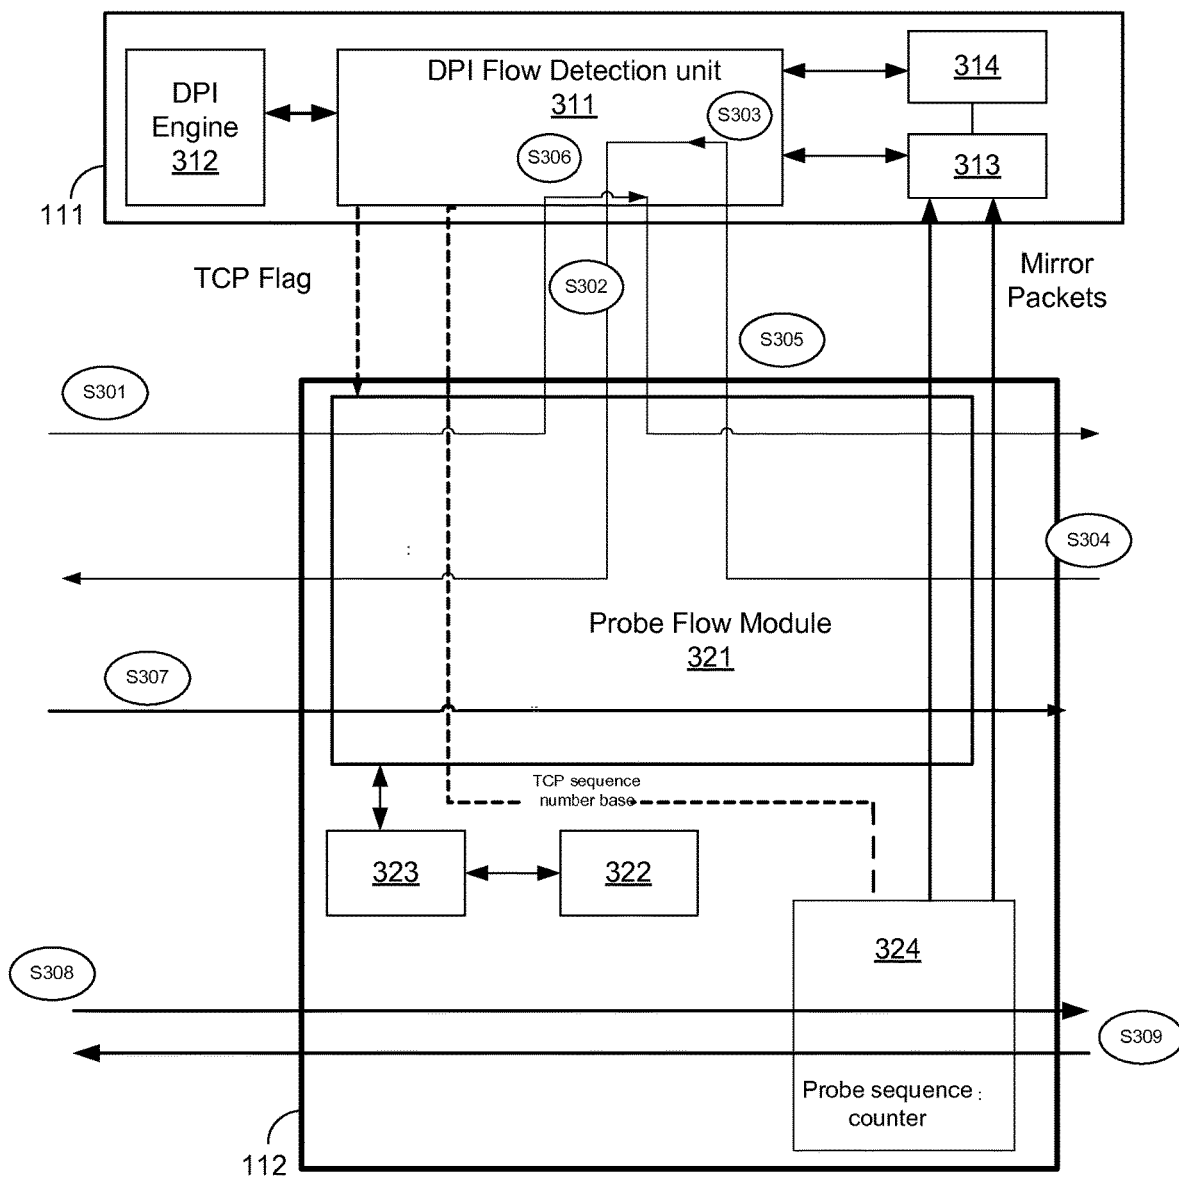 DPI Flow Detection unit
311
DPI
Engine
312
314
313
S303
S306
111
TCP Flag
S302
Mirror
Packets
S305
S301
S304
Probe Flow Module
321
S307
TCP sequence
number base
323
322
324
S308
S309
Probe sequence
counter
112